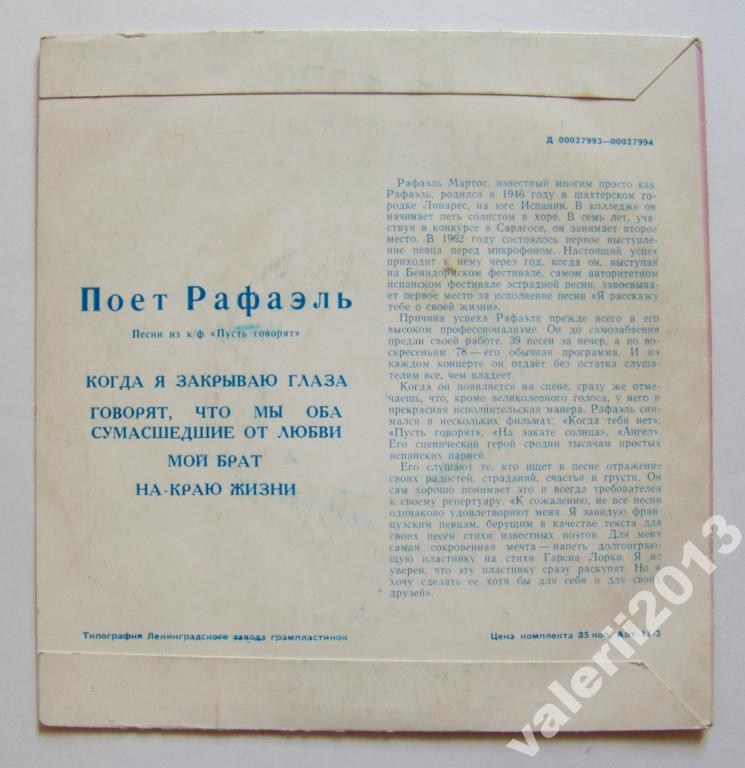 Д 00027993—00027994
Поет Рафаэль
Песни из к/ф «Пусть говорят»
КОГДА Я ЗАКРЫВАЮ ГЛАЗА
ГОВОРЯТ, ЧТО МЫ ОБА
СУМАСШЕДШИЕ ОТ ЛЮБВИ
МОЙ БРАТ
НА КРАЮ ЖИЗНИ
Рафаэль Мартос, известный многим просто как
Рафаэль, родился в 1946 году в шахтерском го-
родке Линарес, на юге Испании. В колледже он
начинает петь солистом в хоре. В семь лет, учас-
твуя в конкурсе в Сарагосе, он занимает второе
место. В 1962 году состоялось первое выступле-
ние певца перед микрофоном. Настоящий успех
приходит к нему через год, когда он, выступая
на Бенидормском фестивале, самом авторитетном
испанском фестивале эстрадной песни, завоевы-
вает первое место за исполнение песни «Я расскажу
тебе о своей жизни».
Причина успеха Рафаэля прежде всего в его
высоком профессионализме. Он до самозабвения
предан своей работе. 39 песен за вечер, а по во-
скресеньям 78 — его обычная программа. И на
каждом концерте он отдаёт без остатка слуша-
телям все, чем владеет.
Когда он появляется на сцене, сразу же отме-
чаешь, что, кроме великолепного голоса, у него и
прекрасная исполнительская манера. Рафаэль сни-
мался в нескольких фильмах: «Когда тебя нет»,
«Пусть говорят», «На закате солнца», «Ангел».
Его сценический герой сродни тысячам простых
испанских парней.
Его слушают те, кто ищет в песне отражение
своих радостей, страданий, счастья и грусти. Он
сам хорошо понимает это и всегда требователен
к своему репертуару. «К сожалению, не все песни
одинаково удовлетворяют меня. Я завидую фран-
цузским певцам, берущим в качестве текста для
своих песен стихи известных поэтов. Для меня
самая сокровенная мечта — напеть долгоиграю-
щую пластинку на стихи Гарсиа Лорки. Я не
уверен, что эту пластинку сразу раскупят. Но я
хочу сделать ее хотя бы для себя и для своих
друзей».
Типография Ленинградского завода грампластинок
Цена комплекта 85 коп. Арт. 11-3
valerii2013